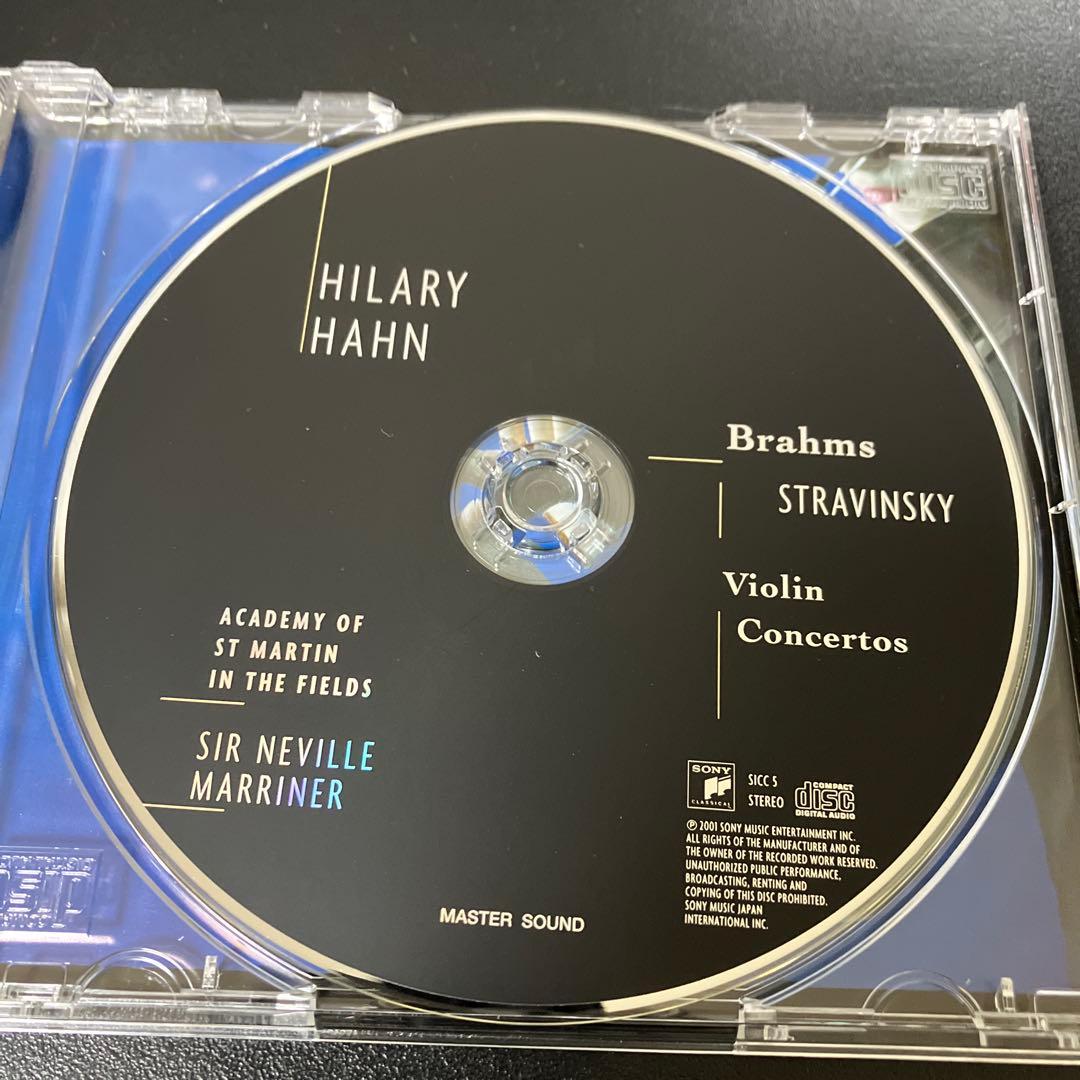 HILARY
HAHN
Brahms
STRAVINSKY
Violin
Concertos
ACADEMY OF
ST MARTIN
IN THE FIELDS
SIR NEVILLE
MARRINER
SONY
CLASSICAL
SICC 5
STEREO
COMPACT
disc
DIGITAL AUDIO
℗ 2001 SONY MUSIC ENTERTAINMENT INC.
ALL RIGHTS OF THE MANUFACTURER AND OF
THE OWNER OF THE RECORDED WORK RESERVED.
UNAUTHORIZED PUBLIC PERFORMANCE,
BROADCASTING, RENTING AND
COPYING OF THIS DISC PROHIBITED.
SONY MUSIC JAPAN
INTERNATIONAL INC.
MASTER SOUND